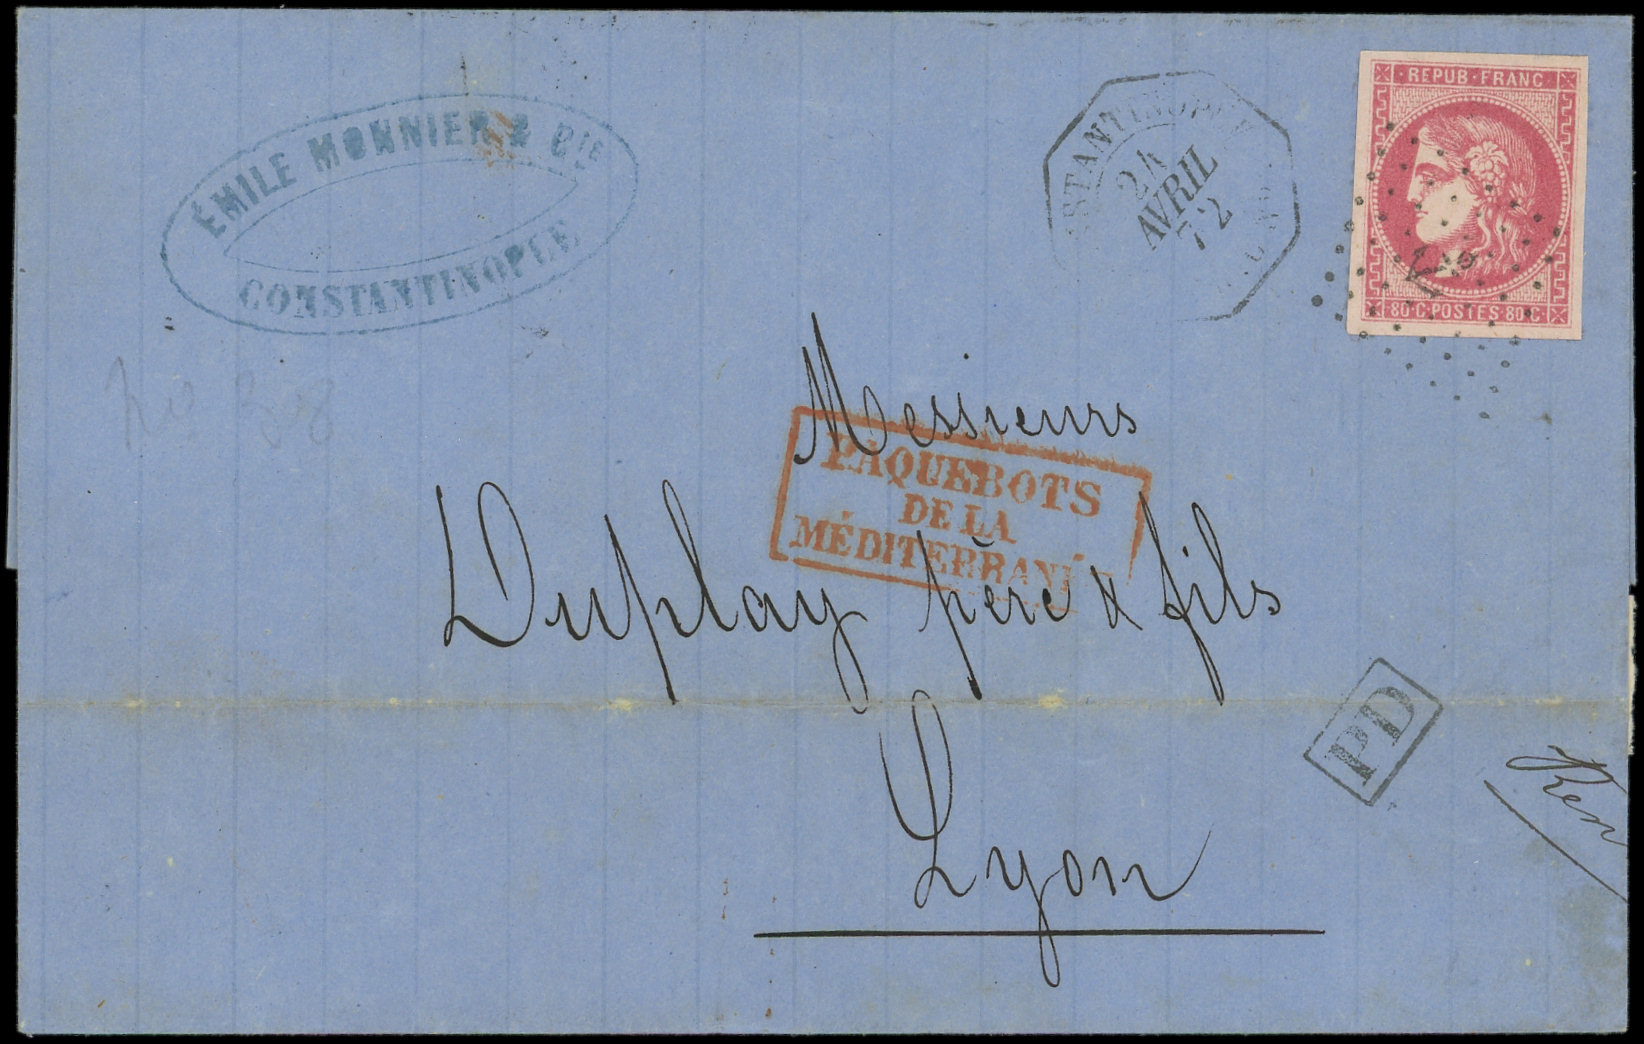 ÉMILE MONNIER & CIE
CONSTANTINOPLE
24
AVRIL
72
REPUB·FRANC
80·C·POSTES·80·C
Messieurs
PAQUEBOTS
DE LA
MÉDITERRANÉE
Duplay père & fils
PD
Lyon